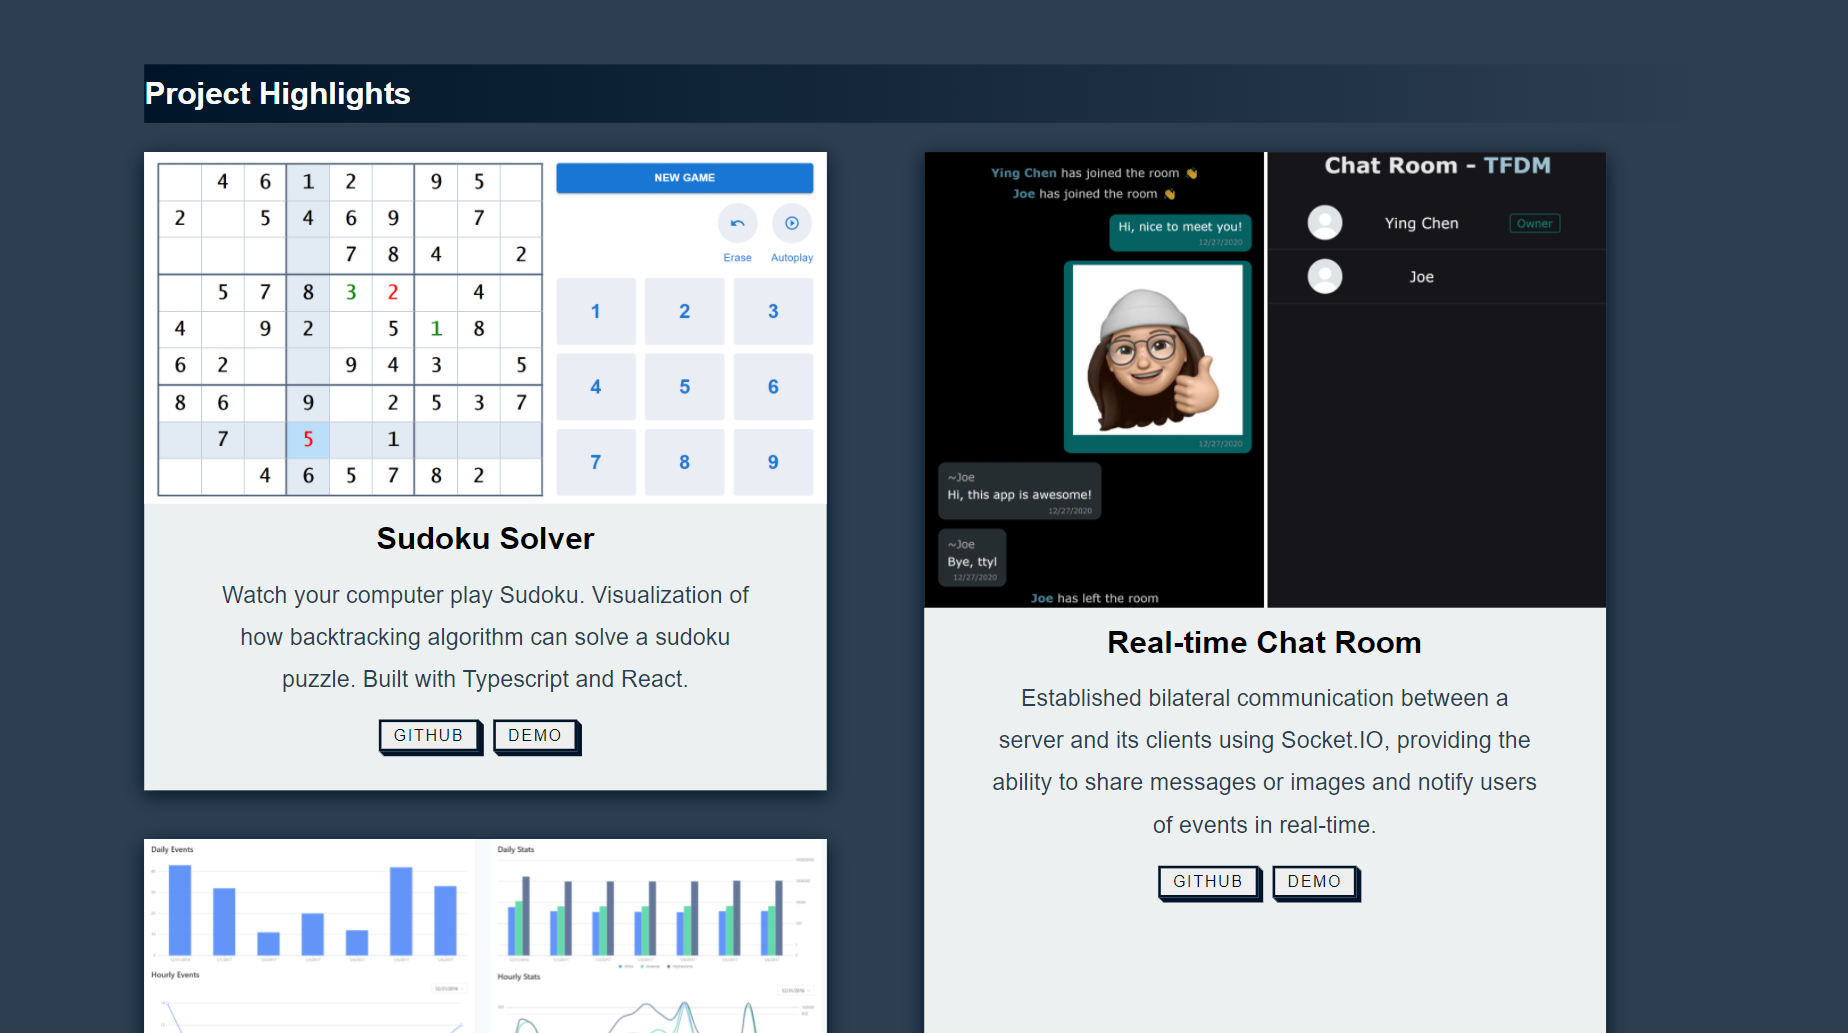 Project Highlights
4 6 1 2 9 5
2 5 4 6 9 7
7 8 4 2
5 7 8 3 2 4
4 9 2 5 1 8
6 2 9 4 3 5
8 6 9 2 5 3 7
7 5 1
4 6 5 7 8 2
NEW GAME
Erase Autoplay
1 2 3
4 5 6
7 8 9
Sudoku Solver
Watch your computer play Sudoku. Visualization of
how backtracking algorithm can solve a sudoku
puzzle. Built with Typescript and React.
GITHUB DEMO
Ying Chen has joined the room 👋
Joe has joined the room 👋
Hi, nice to meet you!
12/27/2020
12/27/2020
~Joe
Hi, this app is awesome!
12/27/2020
~Joe
Bye, ttyl
12/27/2020
Joe has left the room
Chat Room - TFDM
Ying Chen Owner
Joe
Real-time Chat Room
Established bilateral communication between a
server and its clients using Socket.IO, providing the
ability to share messages or images and notify users
of events in real-time.
GITHUB DEMO
Daily Events
Hourly Events
Daily Stats
Hourly Stats